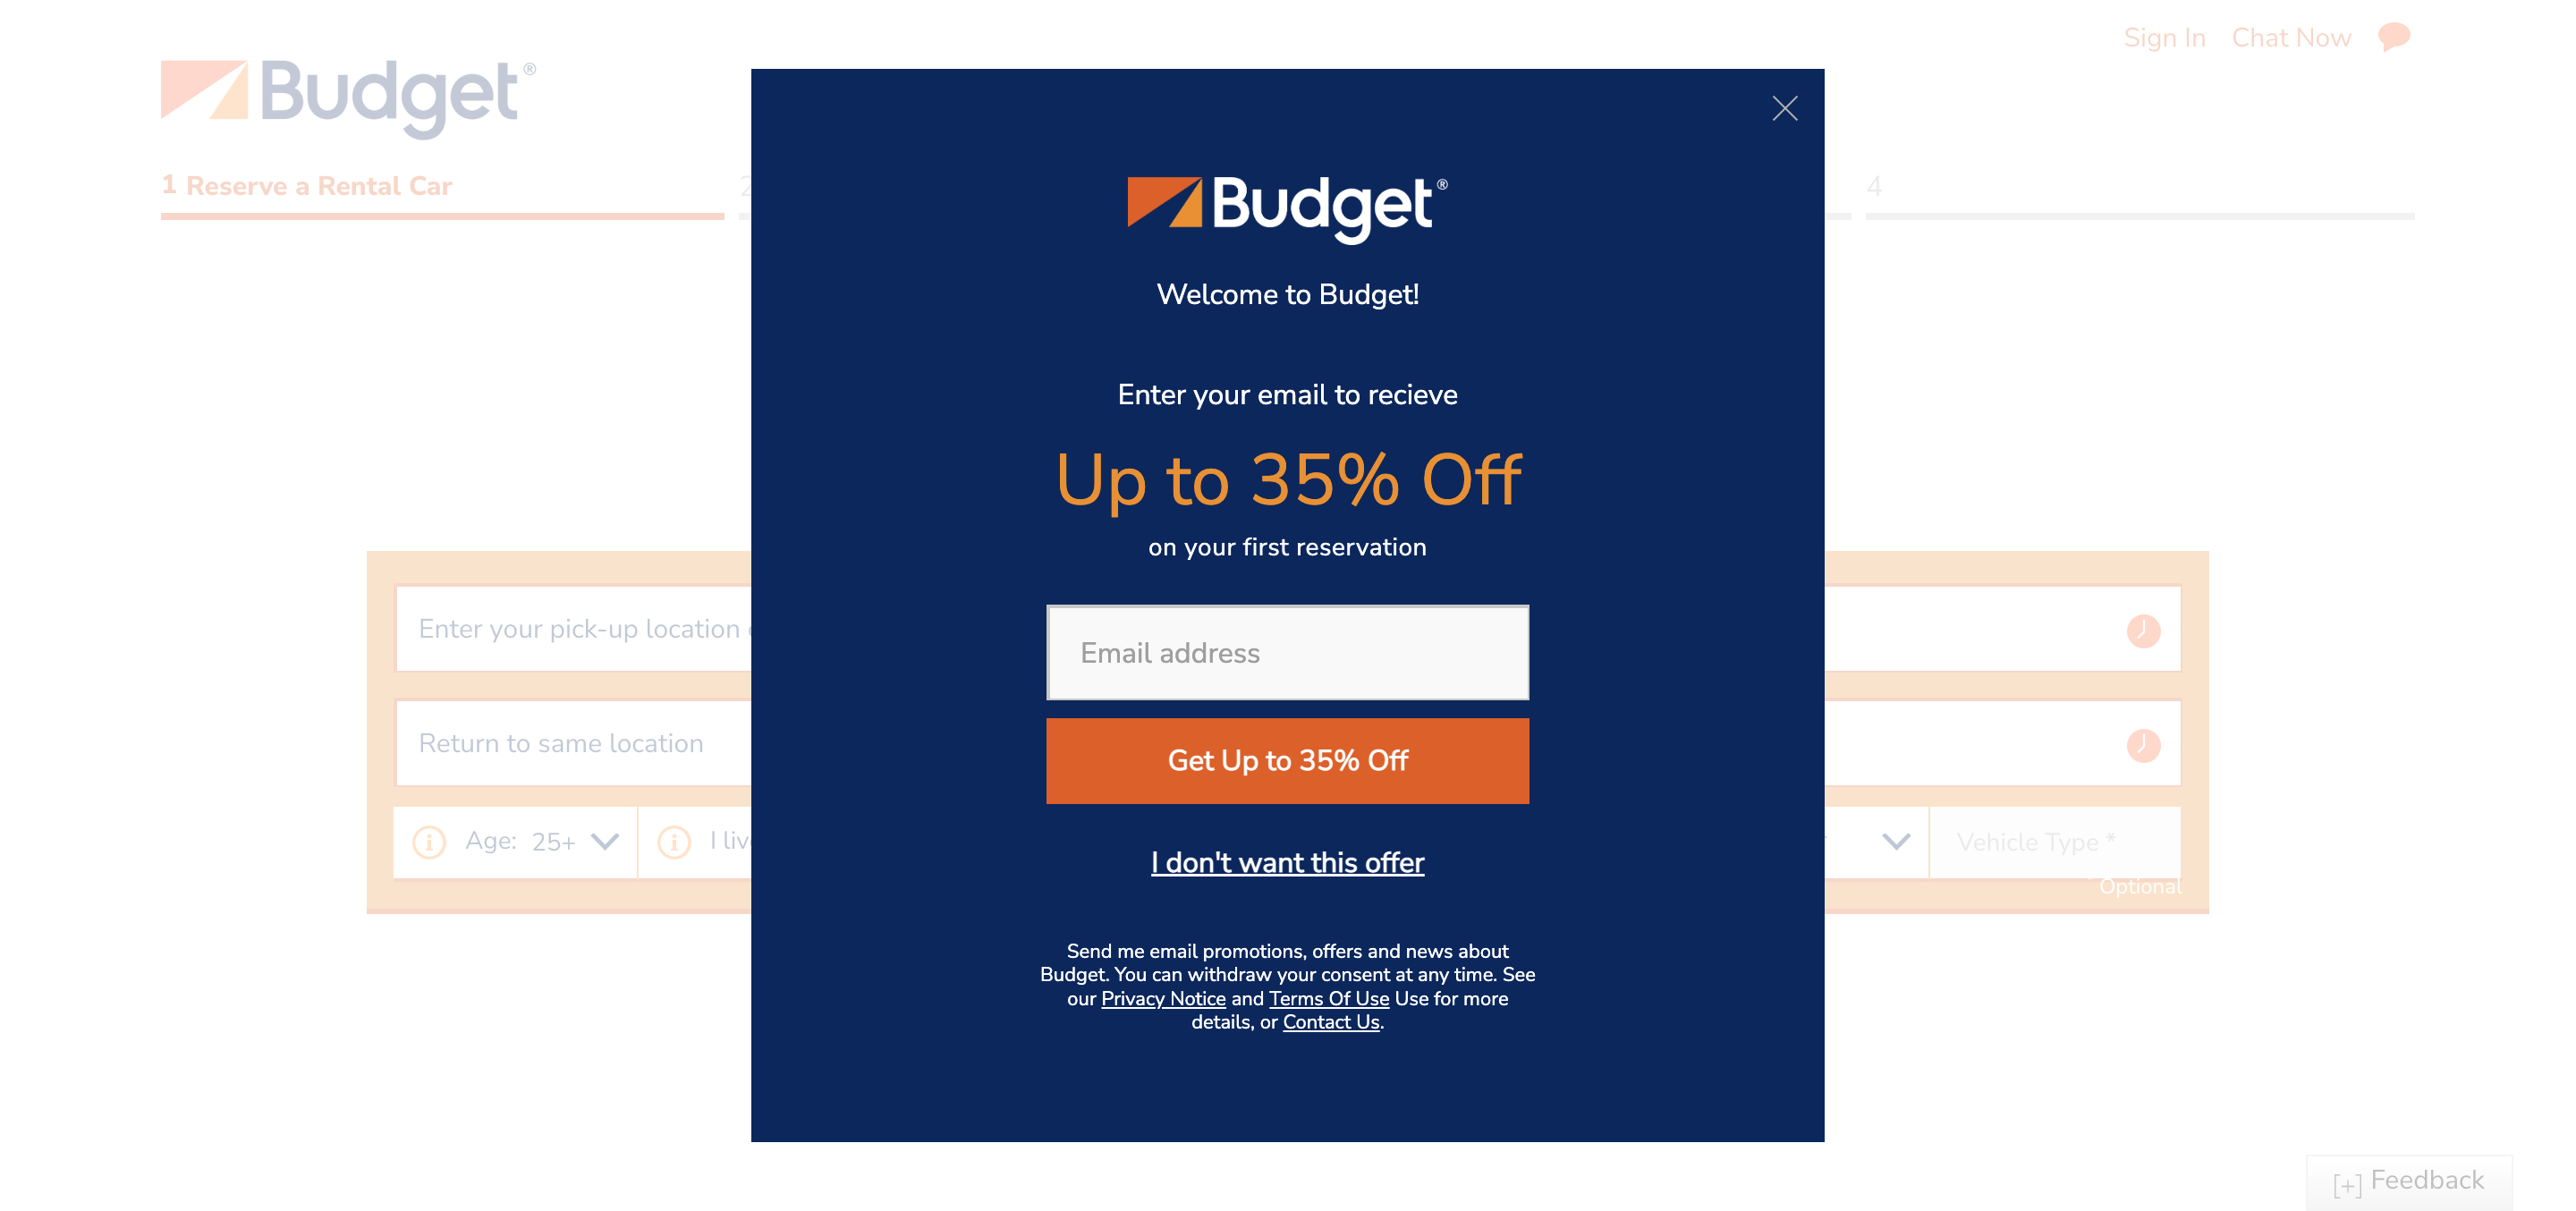 Sign In Chat Now
Budget®
1 Reserve a Rental Car
4
Budget®
Welcome to Budget!
Enter your email to recieve
Up to 35% Off
on your first reservation
Email address
Get Up to 35% Off
I don't want this offer
Send me email promotions, offers and news about
Budget. You can withdraw your consent at any time. See
our Privacy Notice and Terms Of Use Use for more
details, or Contact Us.
Enter your pick-up location
Return to same location
Age: 25+
I
Vehicle Type *
Optional
[+] Feedback